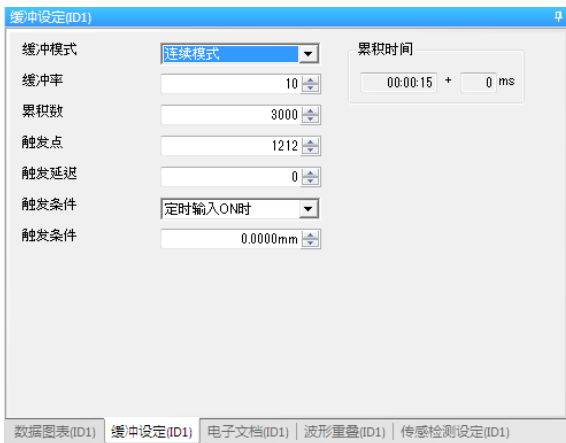 缓冲设定(ID1)
缓冲模式 连续模式 累积时间
缓冲率 10 00:00:15 + 0 ms
累积数 3000
触发点 1212
触发延迟 0
触发条件 定时输入ON时
触发条件 0.0000mm
数据图表(ID1) 缓冲设定(ID1) 电子文档(ID1) 波形重叠(ID1) 传感检测设定(ID1)